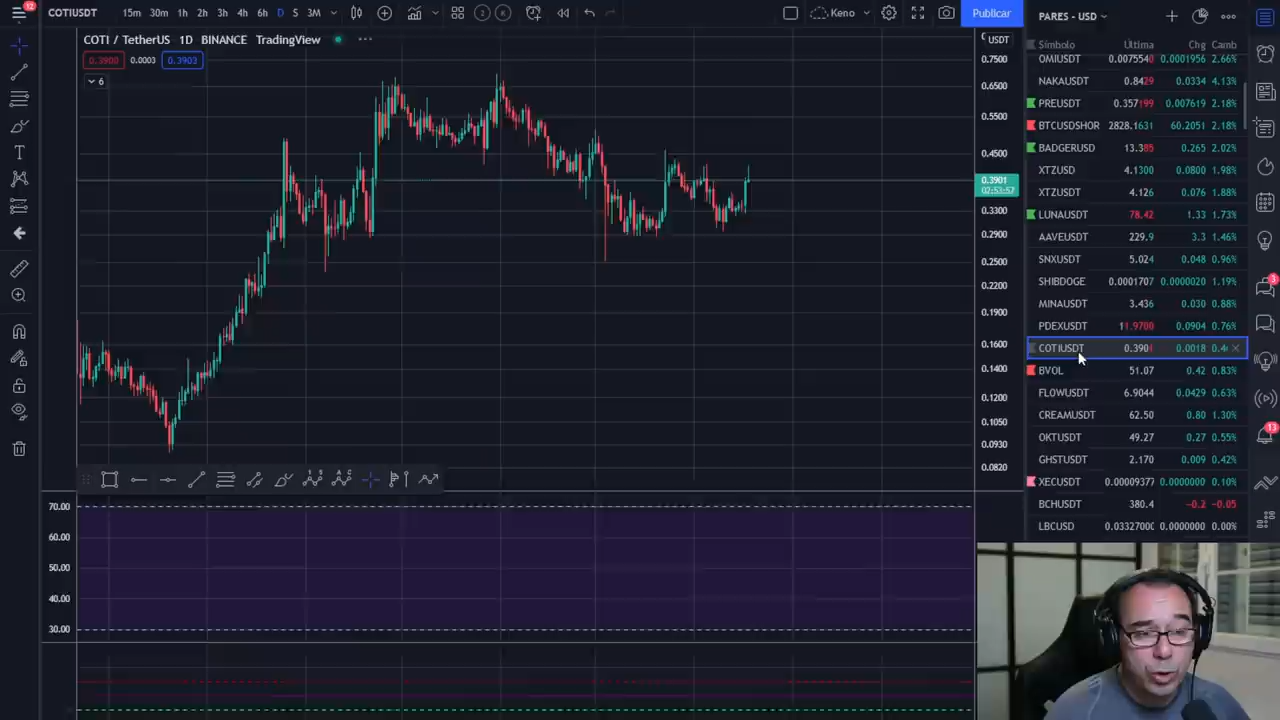 12
COTIUSDT 15m 30m 1h 2h 3h 4h 6h D S 3M Keno Publicar
COTI / TetherUS 1D BINANCE TradingView
0.3900 0.0003 0.3903
6
USDT
0.7500
0.6500
0.5500
0.4500
0.3901
02:53:57
0.3300
0.2900
0.2500
0.2200
0.1900
0.1600
0.1400
0.1200
0.1050
0.0930
0.0820
70.00
60.00
50.00
40.00
30.00
PARES - USD
Símbolo Última Chg Camb
OMIUSDT 0.007554 0.0001956 2.66%
NAKAUSDT 0.8429 0.0334 4.13%
PREUSDT 0.357199 0.007619 2.18%
BTCUSDSHOR 2828.1631 60.2051 2.18%
BADGERUSD 13.385 0.265 2.02%
XTZUSD 4.1300 0.0800 1.98%
XTZUSDT 4.126 0.076 1.88%
LUNAUSDT 78.42 1.33 1.73%
AAVEUSDT 229.9 3.3 1.46%
SNXUSDT 5.024 0.048 0.96%
SHIBDOGE 0.0001707 0.0000020 1.19%
MINAUSDT 3.436 0.030 0.88%
PDEXUSDT 11.9700 0.0904 0.76%
COTIUSDT 0.3901 0.0018
BVOL 51.07 0.42 0.83%
FLOWUSDT 6.9044 0.0429 0.63%
CREAMUSDT 62.50 0.80 1.30%
OKTUSDT 49.27 0.27 0.55%
GHSTUSDT 2.170 0.009 0.42%
XECUSDT 0.00009377 0.0000000 0.10%
BCHUSDT 380.4 -0.2 -0.05
LBCUSD 0.03327000 0.0000000 0.00%
3
13